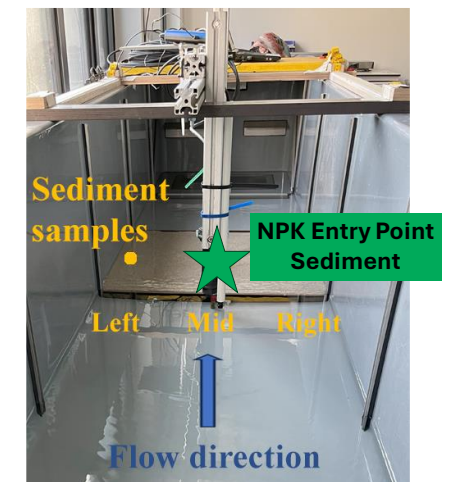 Sediment
samples
NPK Entry Point
Sediment
Left Mid Right
Flow direction